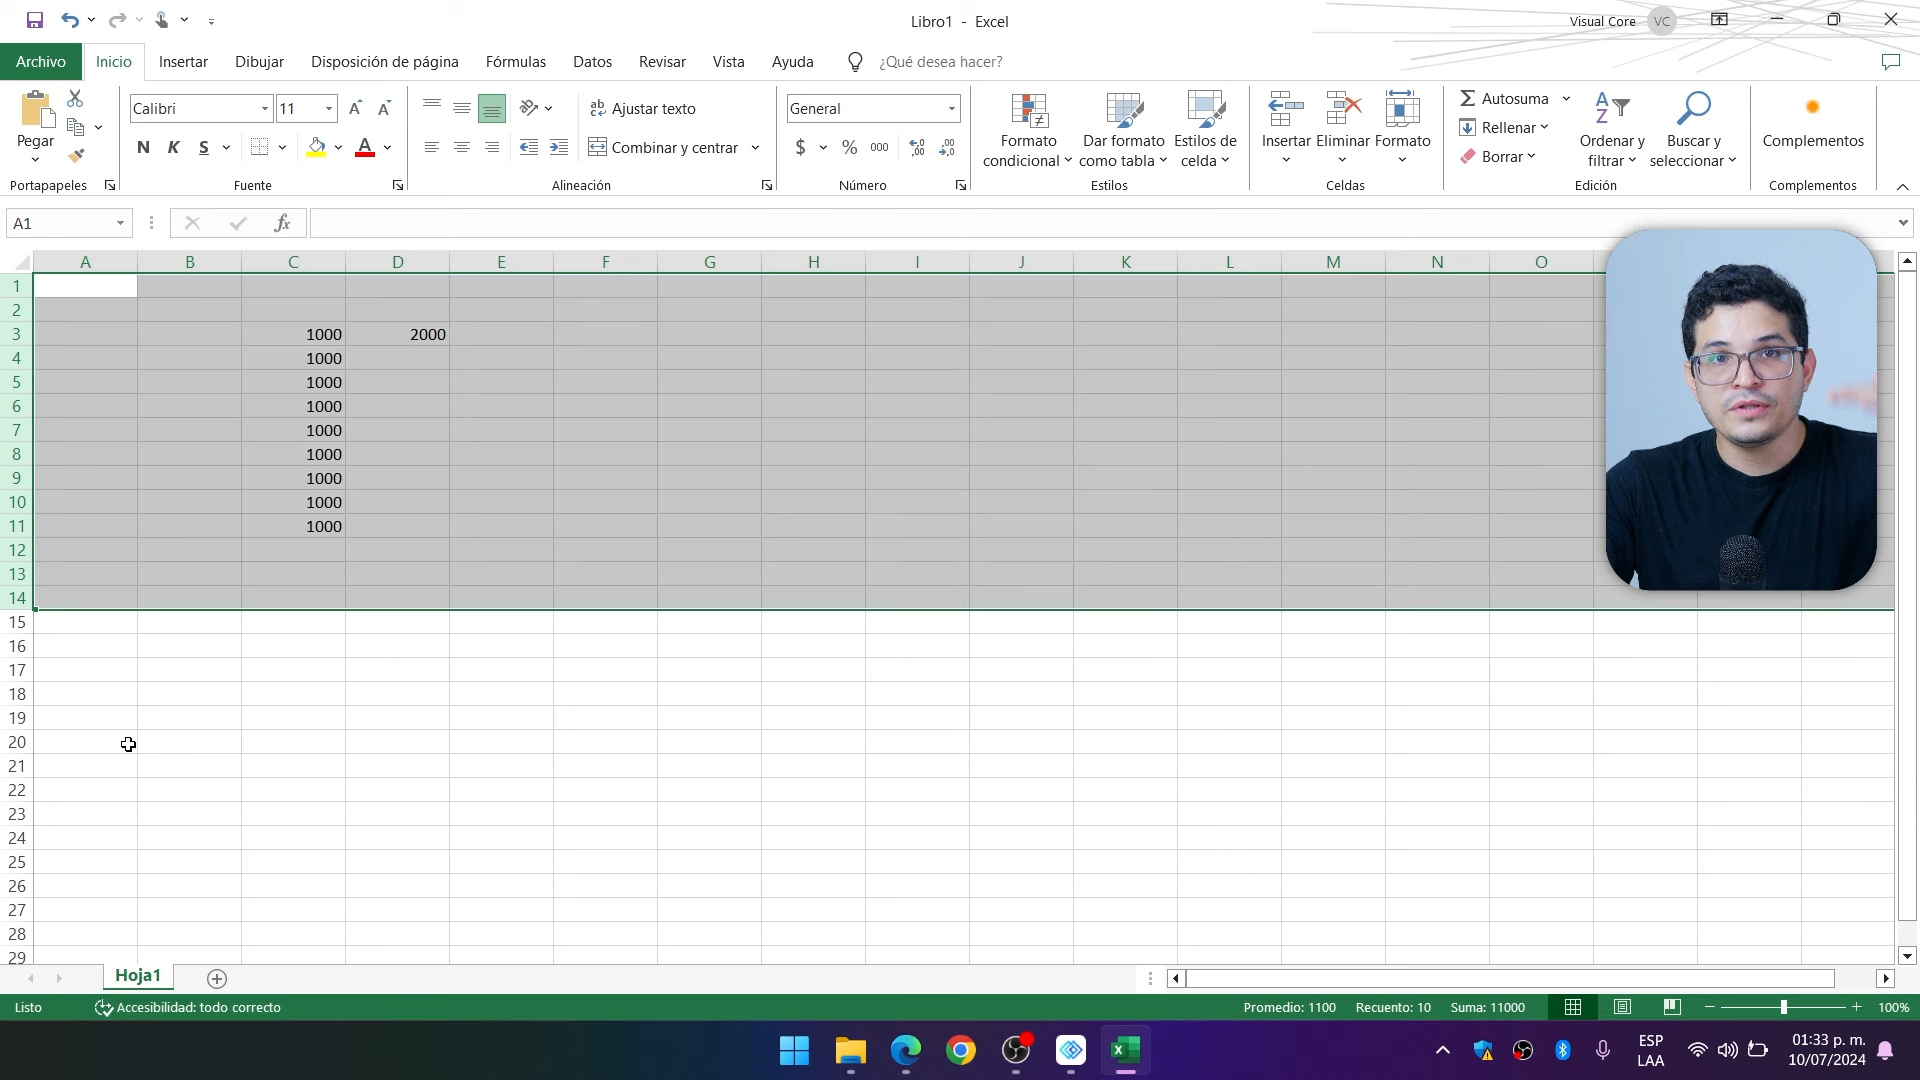 Libro1 - Excel
Visual Core VC
Archivo Inicio Insertar Dibujar Disposición de página Fórmulas Datos Revisar Vista Ayuda ¿Qué desea hacer?
Pegar
Portapapeles
Calibri 11
N K S A
Fuente
ab Ajustar texto
Combinar y centrar
Alineación
General
$ % 000
Número
Formato condicional
Dar formato como tabla
Estilos de celda
Estilos
Insertar Eliminar Formato
Celdas
Autosuma
Rellenar
Borrar
Ordenar y filtrar
Buscar y seleccionar
Edición
Complementos
Complementos
A1 fx
A B C D E F G H I J K L M N O
1
2
3 1000 2000
4 1000
5 1000
6 1000
7 1000
8 1000
9 1000
10 1000
11 1000
12
13
14
15
16
17
18
19
20
21
22
23
24
25
26
27
28
29
Hoja1
Listo Accesibilidad: todo correcto Promedio: 1100 Recuento: 10 Suma: 11000 100%
ESP
LAA
01:33 p. m.
10/07/2024